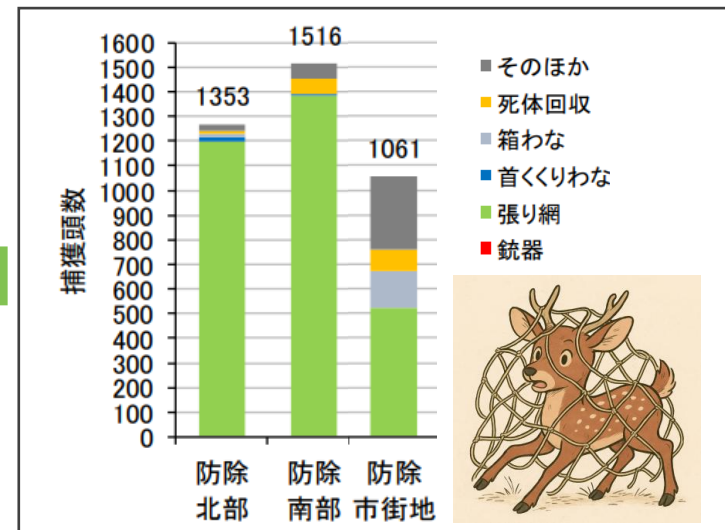 1600
1500
1400
1300
1200
1100
1000
900
800
700
600
500
400
300
200
100
0
捕獲頭数
1353
1516
1061
防除
北部
防除
南部
防除
市街地
そのほか
死体回収
箱わな
首くくりわな
張り網
銃器